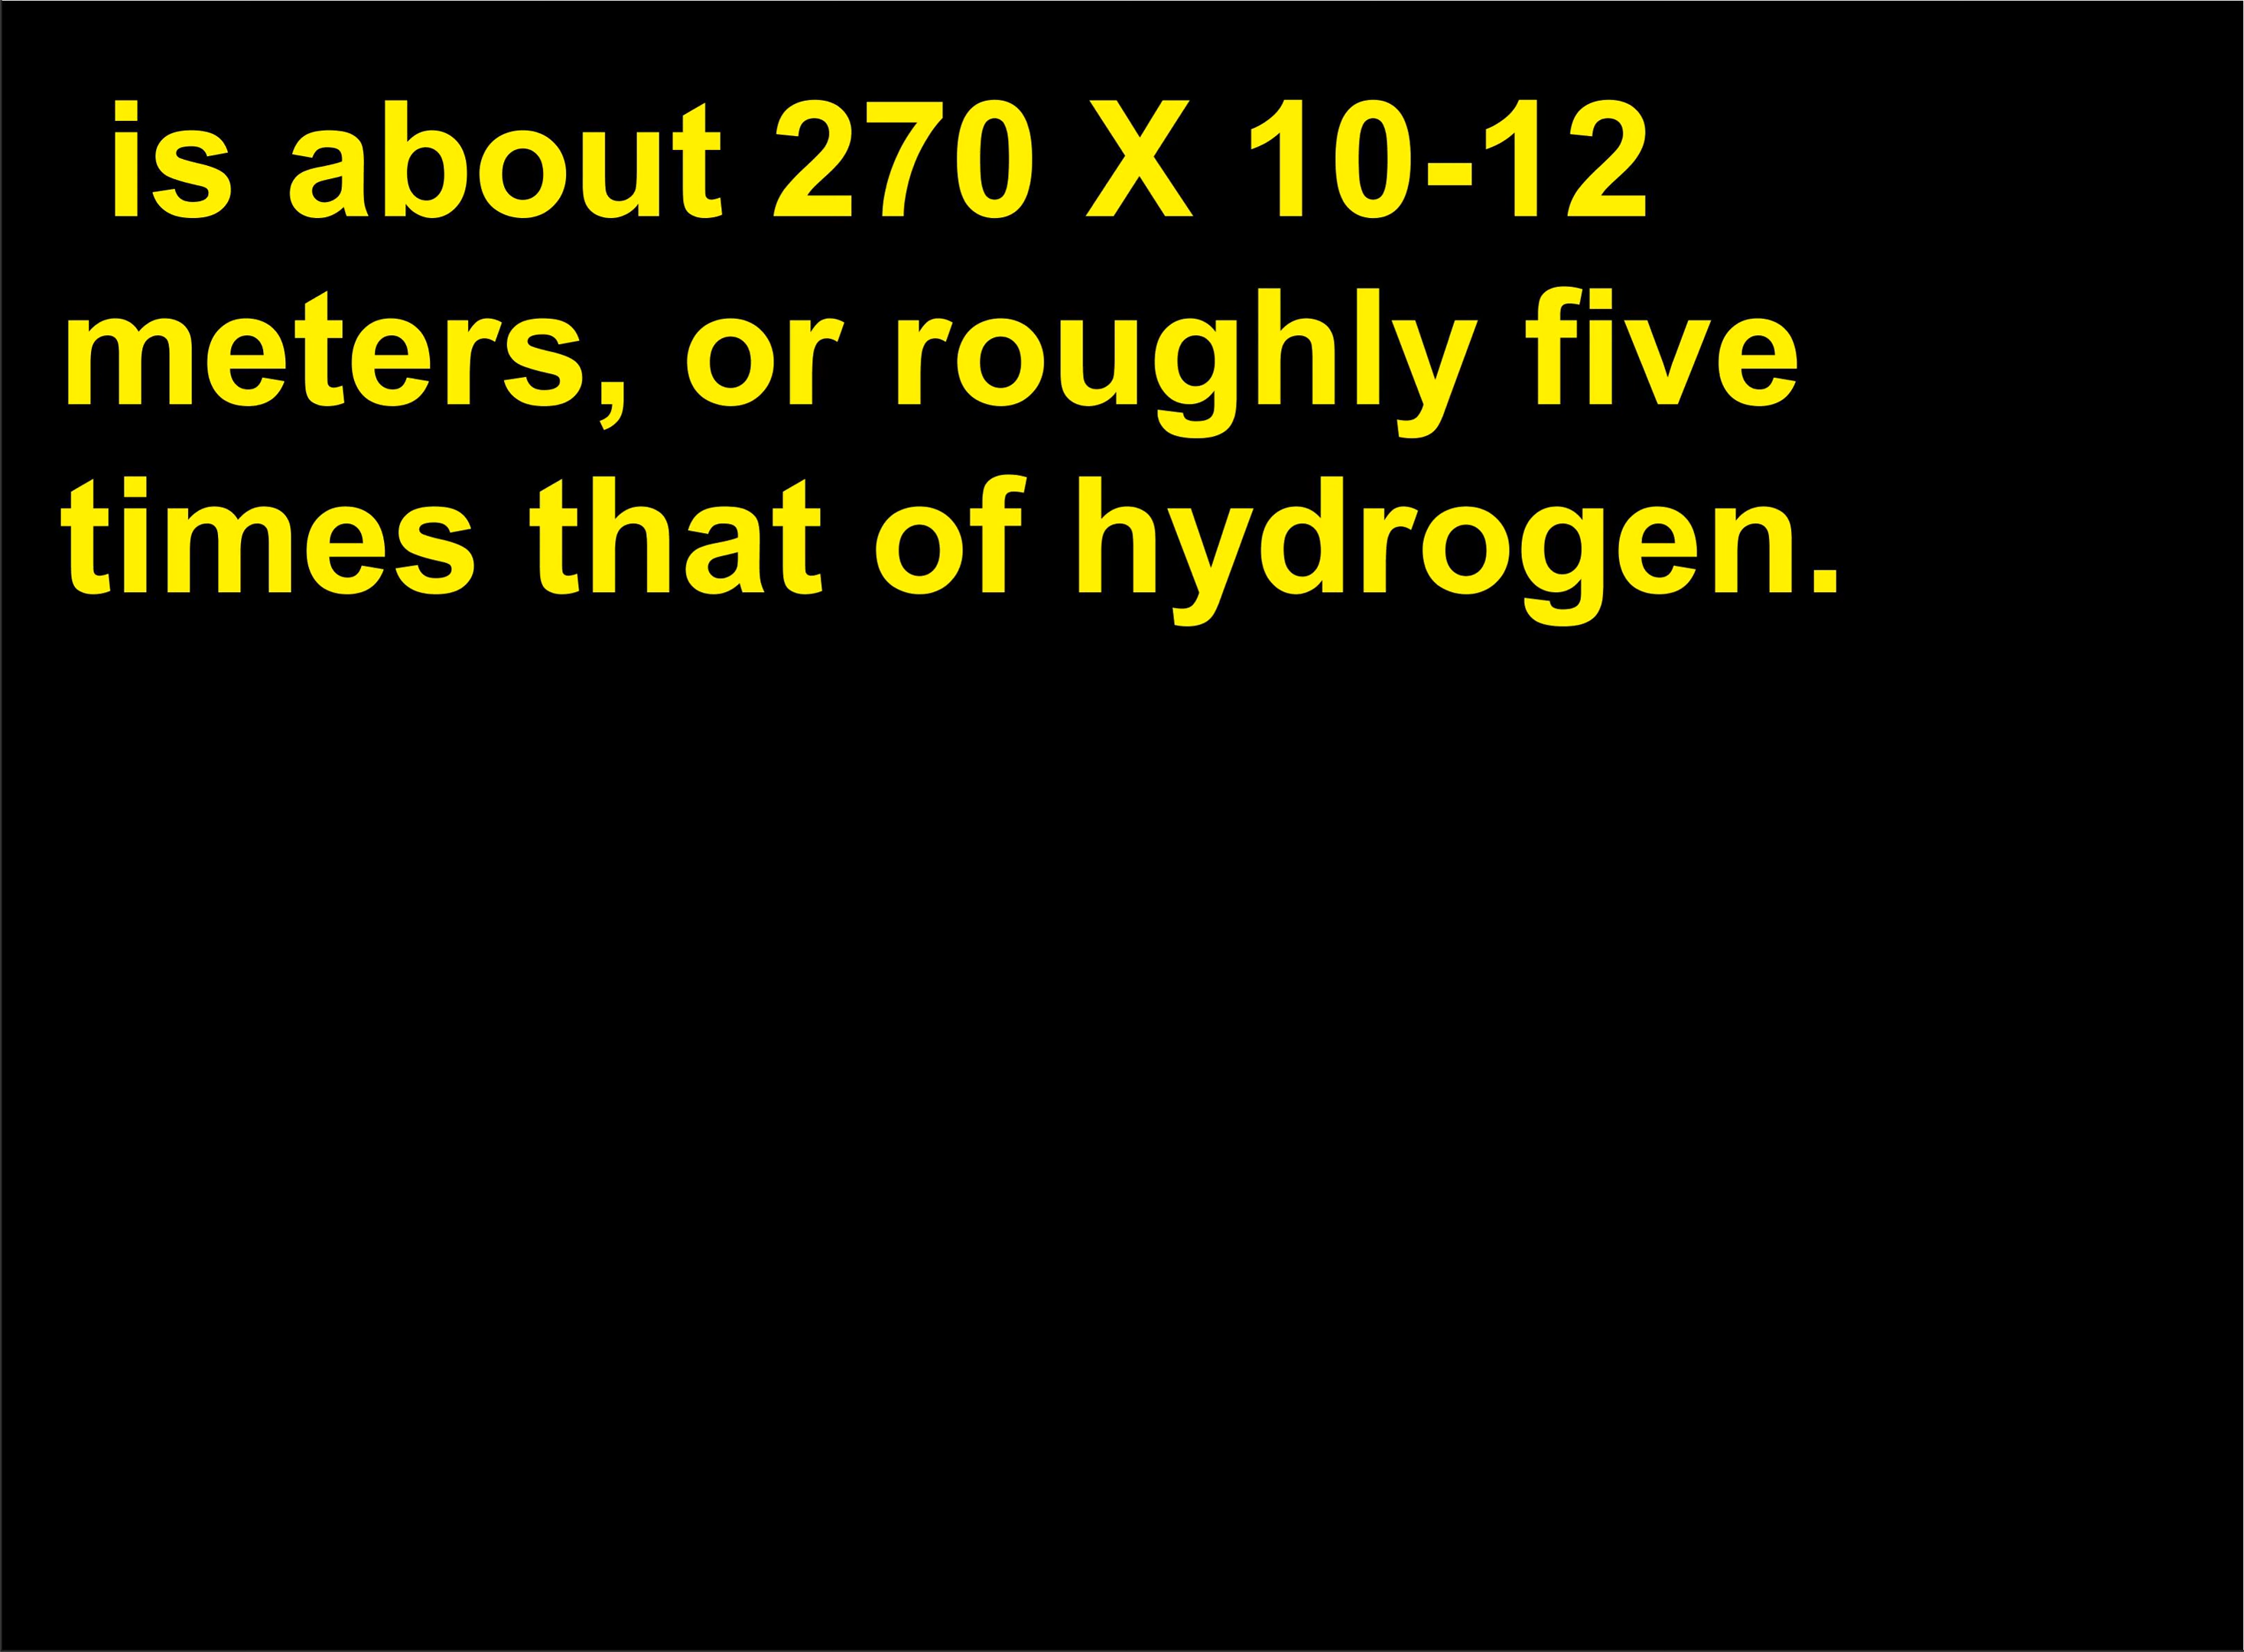 is about 270 X 10-12
meters, or roughly five
times that of hydrogen.